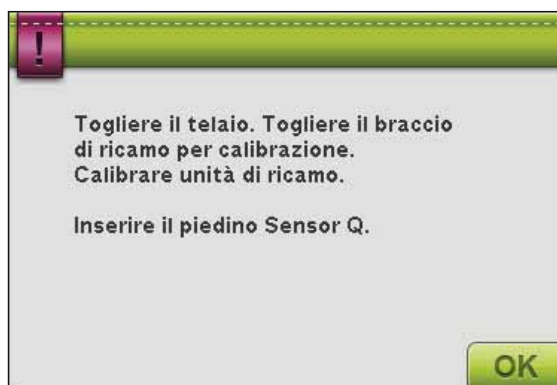 !
Togliere il telaio. Togliere il braccio
di ricamo per calibrazione.
Calibrare unità di ricamo.
Inserire il piedino Sensor Q.
OK